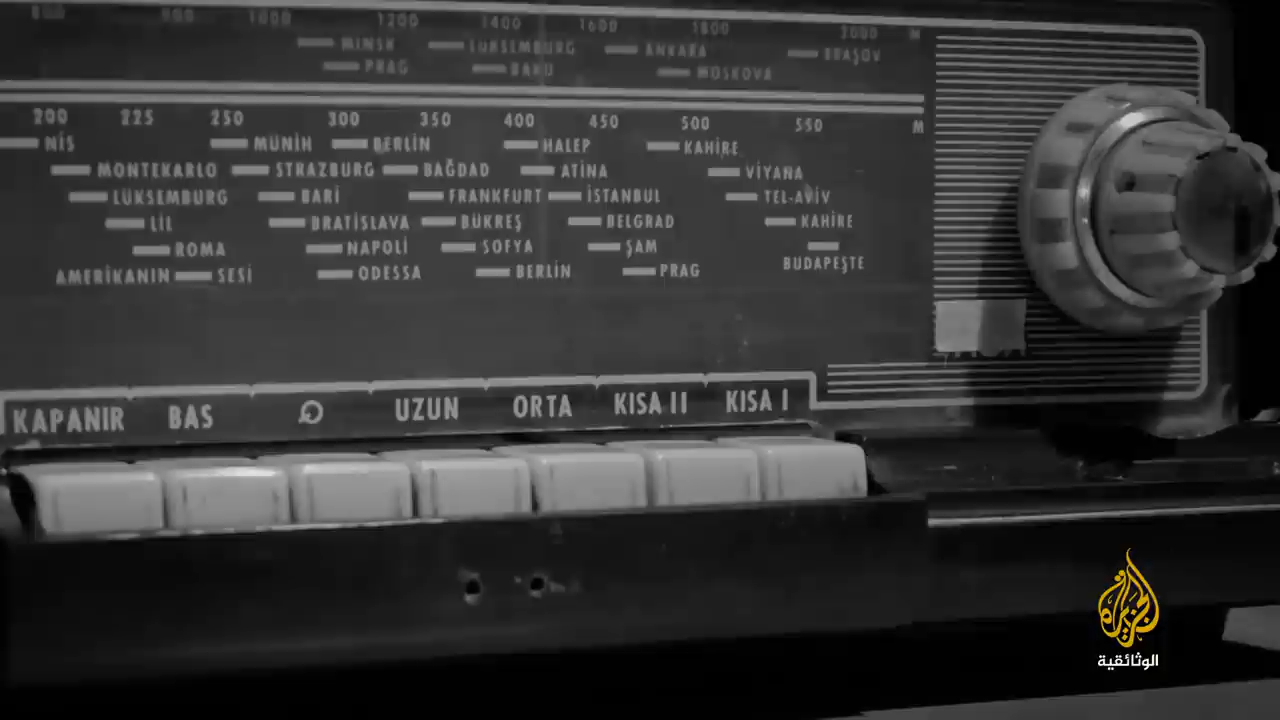 1000 1200 1400 1600 1800 2000 M
MİNSK LÜKSEMBURG ANKARA BRAŞOV
PRAG BAKU MOSKOVA
200 225 250 300 350 400 450 500 550 M
NİS MÜNİH BERLİN HALEP KAHİRE
MONTEKARLO STRAZBURG BAĞDAD ATİNA VİYANA
LÜKSEMBURG BARİ FRANKFURT İSTANBUL TEL-AVİV
LİL BRATİSLAVA BÜKREŞ BELGRAD KAHİRE
ROMA NAPOLİ SOFYA ŞAM BUDAPEŞTE
AMERİKANIN SESİ ODESSA BERLİN PRAG
KAPANIR BAS UZUN ORTA KISA II KISA I
الجزيرة
الوثائقية